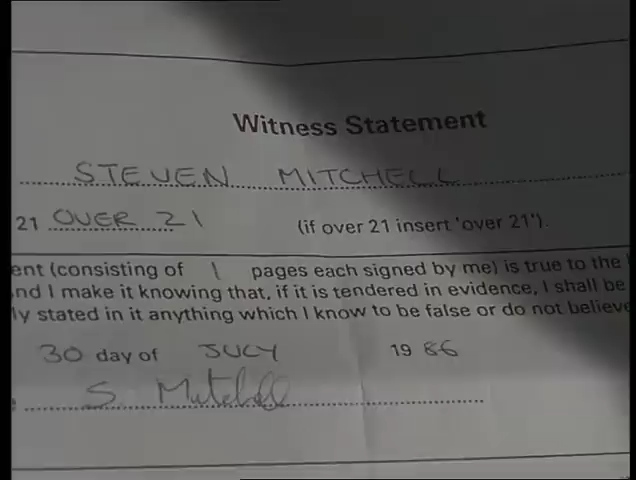 Witness Statement
STEVEN MITCHELL
21 OVER 21 (if over 21 insert 'over 21').
ent (consisting of 1 pages each signed by me) is true to the
nd I make it knowing that, if it is tendered in evidence, I shall be
ly stated in it anything which I know to be false or do not believe
30 day of JULY 1986
S. Mitchell